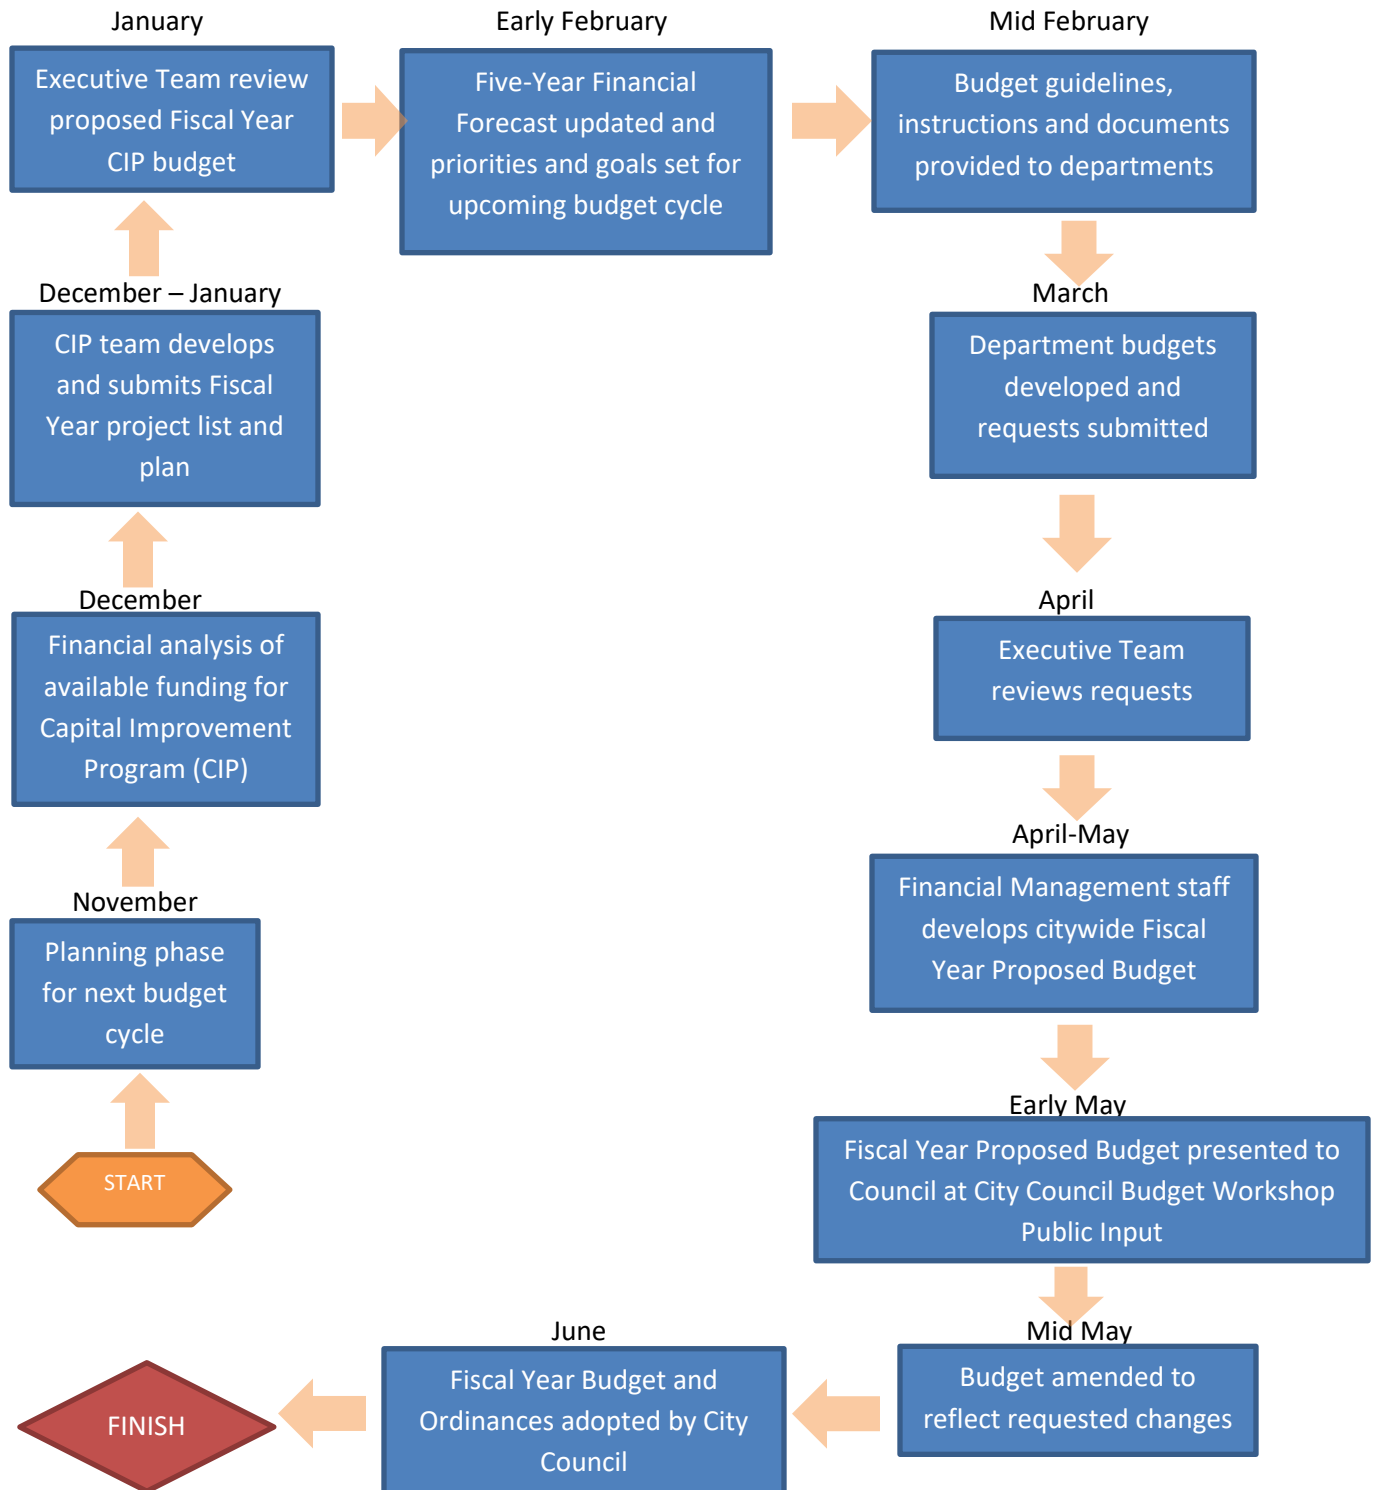 January
Executive Team review
proposed Fiscal Year
CIP budget
Early February
Five-Year Financial
Forecast updated and
priorities and goals set for
upcoming budget cycle
Mid February
Budget guidelines,
instructions and documents
provided to departments
December – January
CIP team develops
and submits Fiscal
Year project list and
plan
March
Department budgets
developed and
requests submitted
December
Financial analysis of
available funding for
Capital Improvement
Program (CIP)
April
Executive Team
reviews requests
November
Planning phase
for next budget
cycle
April-May
Financial Management staff
develops citywide Fiscal
Year Proposed Budget
START
Early May
Fiscal Year Proposed Budget presented to
Council at City Council Budget Workshop
Public Input
Mid May
Budget amended to
reflect requested changes
June
Fiscal Year Budget and
Ordinances adopted by City
Council
FINISH